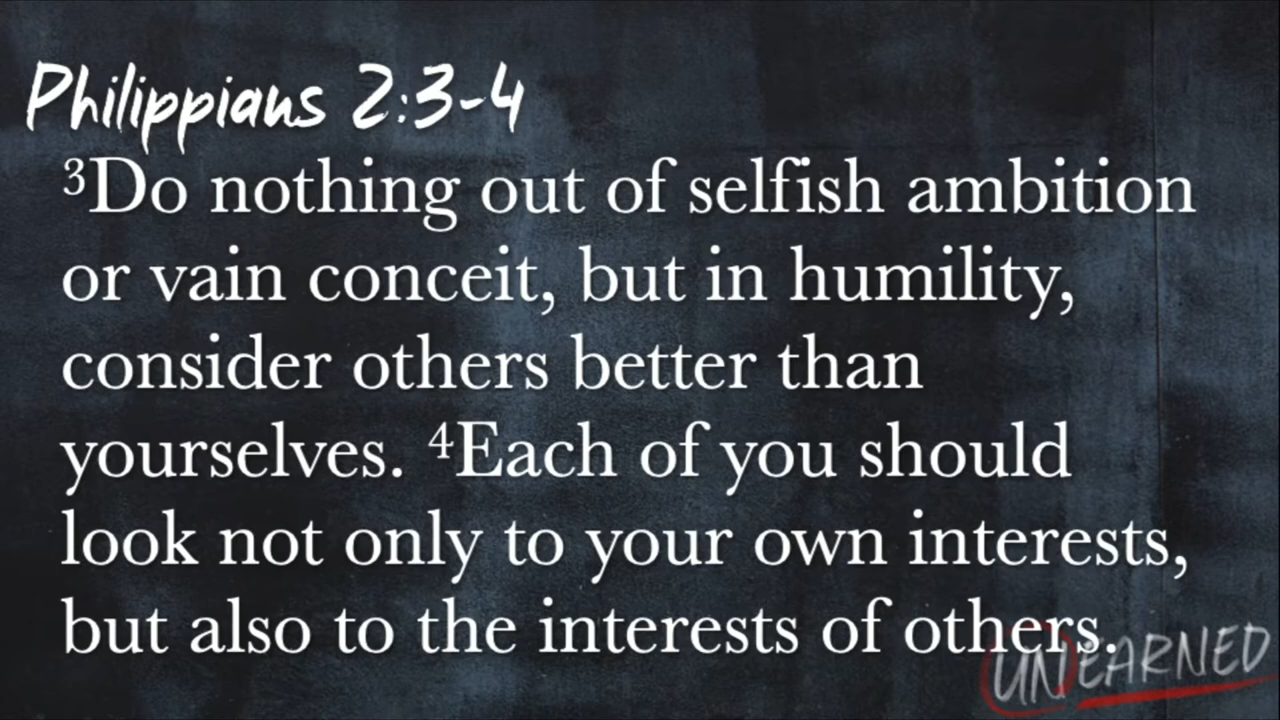 Philippians 2:3-4
³Do nothing out of selfish ambition
or vain conceit, but in humility,
consider others better than
yourselves. ⁴Each of you should
look not only to your own interests,
but also to the interests of others.
UNEARNED